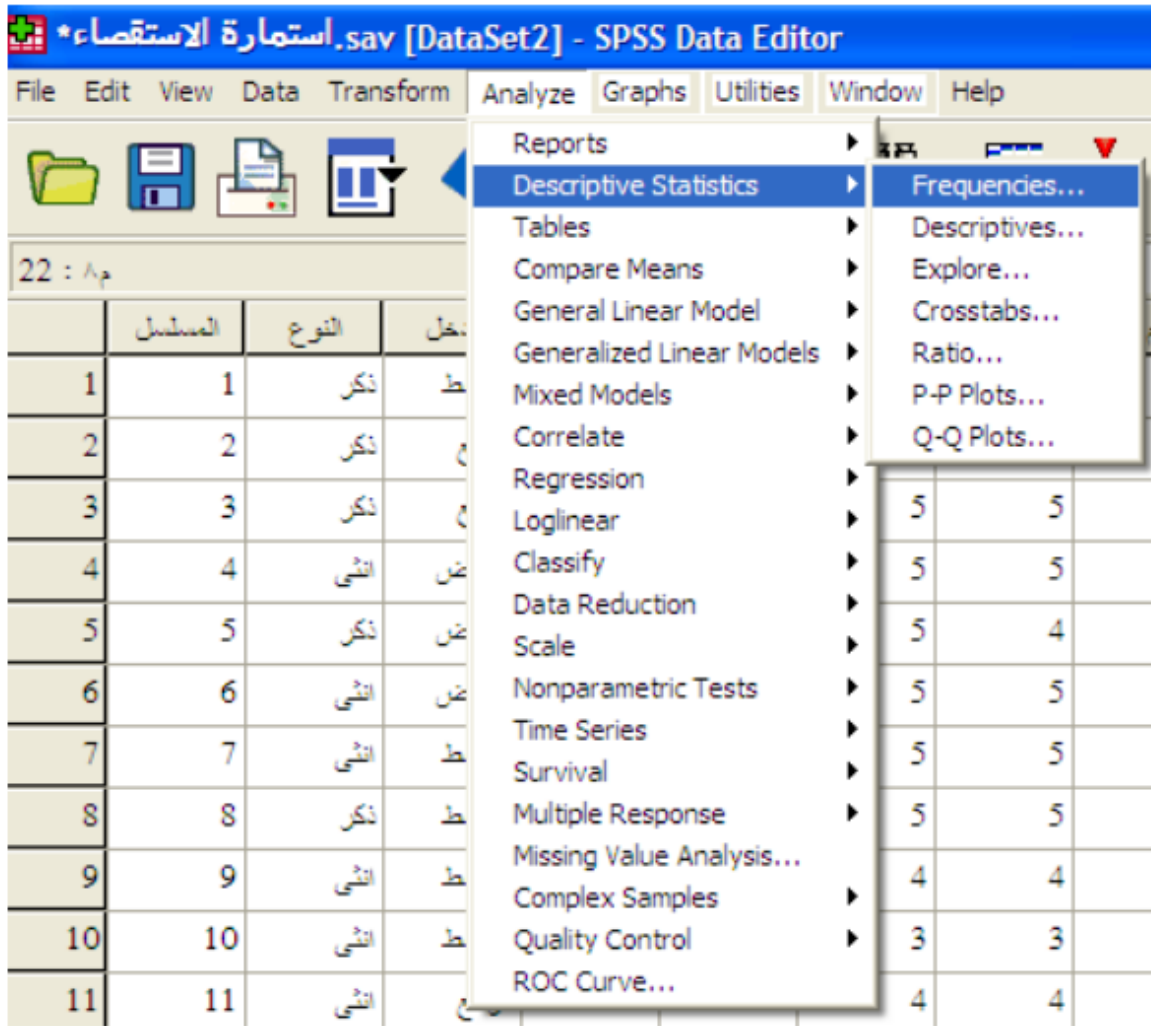 استمارة الاستقصاء*.sav [DataSet2] - SPSS Data Editor
File Edit View Data Transform Analyze Graphs Utilities Window Help
Reports
Descriptive Statistics
Tables
Compare Means
General Linear Model
Generalized Linear Models
Mixed Models
Correlate
Regression
Loglinear
Classify
Data Reduction
Scale
Nonparametric Tests
Time Series
Survival
Multiple Response
Missing Value Analysis...
Complex Samples
Quality Control
ROC Curve...
Frequencies...
Descriptives...
Explore...
Crosstabs...
Ratio...
P-P Plots...
Q-Q Plots...
22 : م٨
المسلسل النوع
1 1 ذكر
2 2 ذكر
3 3 ذكر 5 5
4 4 انثى 5 5
5 5 ذكر 5 4
6 6 انثى 5 5
7 7 انثى 5 5
8 8 ذكر 5 5
9 9 انثى 4 4
10 10 انثى 3 3
11 11 انثى 4 4